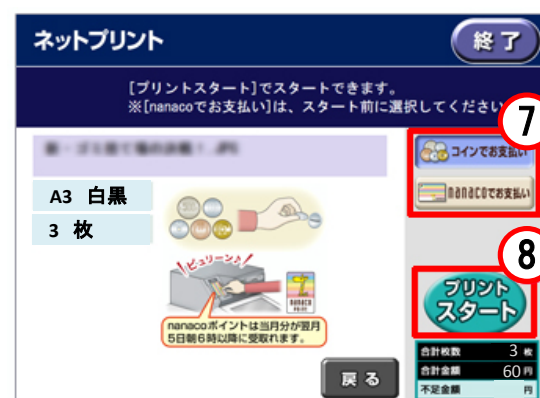 ネットプリント
終了
[プリントスタート]でスタートできます。
※[nanacoでお支払い]は、スタート前に選択してくださ
7
コインでお支払い
nanacoでお支払い
A3 白黒
3 枚
ピュリーン♪
nanaco
nanacoポイントは当月分が翌月
5日朝6時以降に受取れます。
8
プリント
スタート
戻る
合計枚数 3 枚
合計金額 60 円
不足金額 円